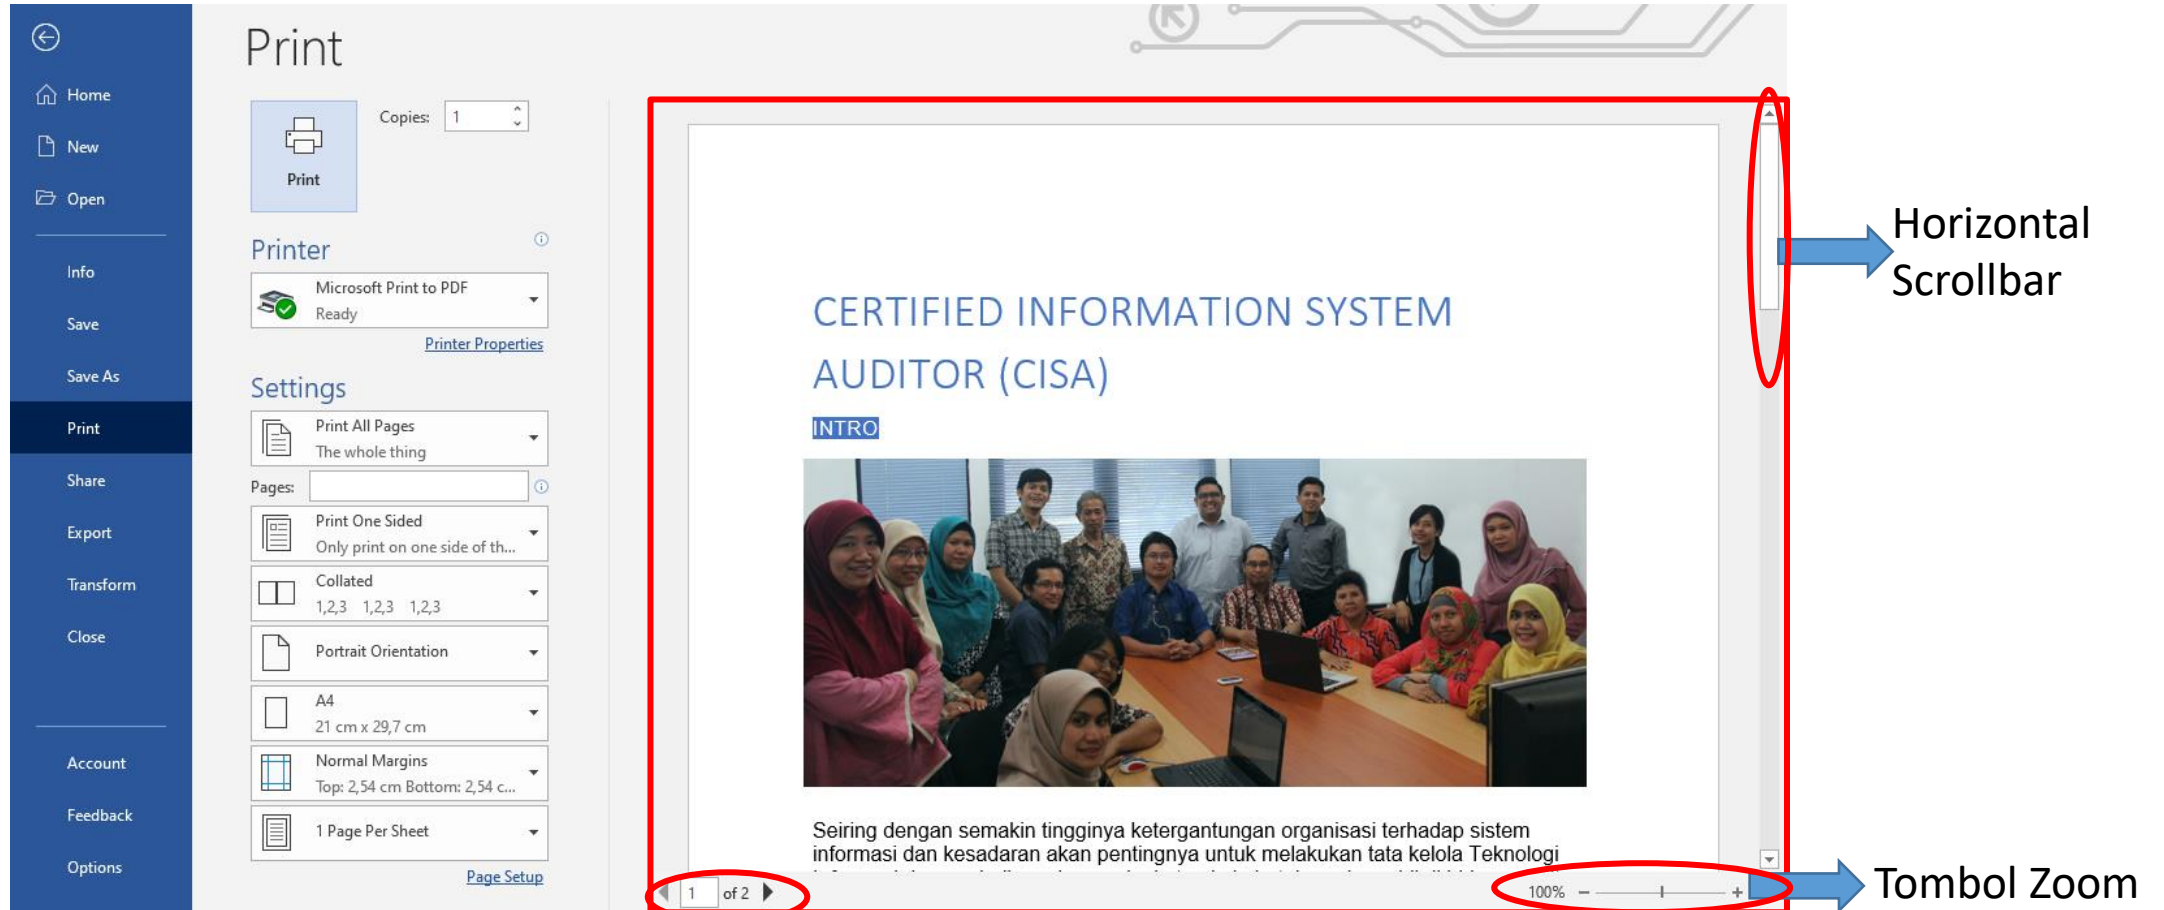 Print
Home
New
Open
Info
Save
Save As
Print
Share
Export
Transform
Close
Account
Feedback
Options
Copies: 1
Print
Printer
Microsoft Print to PDF
Ready
Printer Properties
Settings
Print All Pages
The whole thing
Pages:
Print One Sided
Only print on one side of th...
Collated
1,2,3 1,2,3 1,2,3
Portrait Orientation
A4
21 cm x 29,7 cm
Normal Margins
Top: 2,54 cm Bottom: 2,54 c...
1 Page Per Sheet
Page Setup
CERTIFIED INFORMATION SYSTEM
AUDITOR (CISA)
INTRO
Seiring dengan semakin tingginya ketergantungan organisasi terhadap sistem
informasi dan kesadaran akan pentingnya untuk melakukan tata kelola Teknologi
1 of 2
100%
Horizontal
Scrollbar
Tombol Zoom